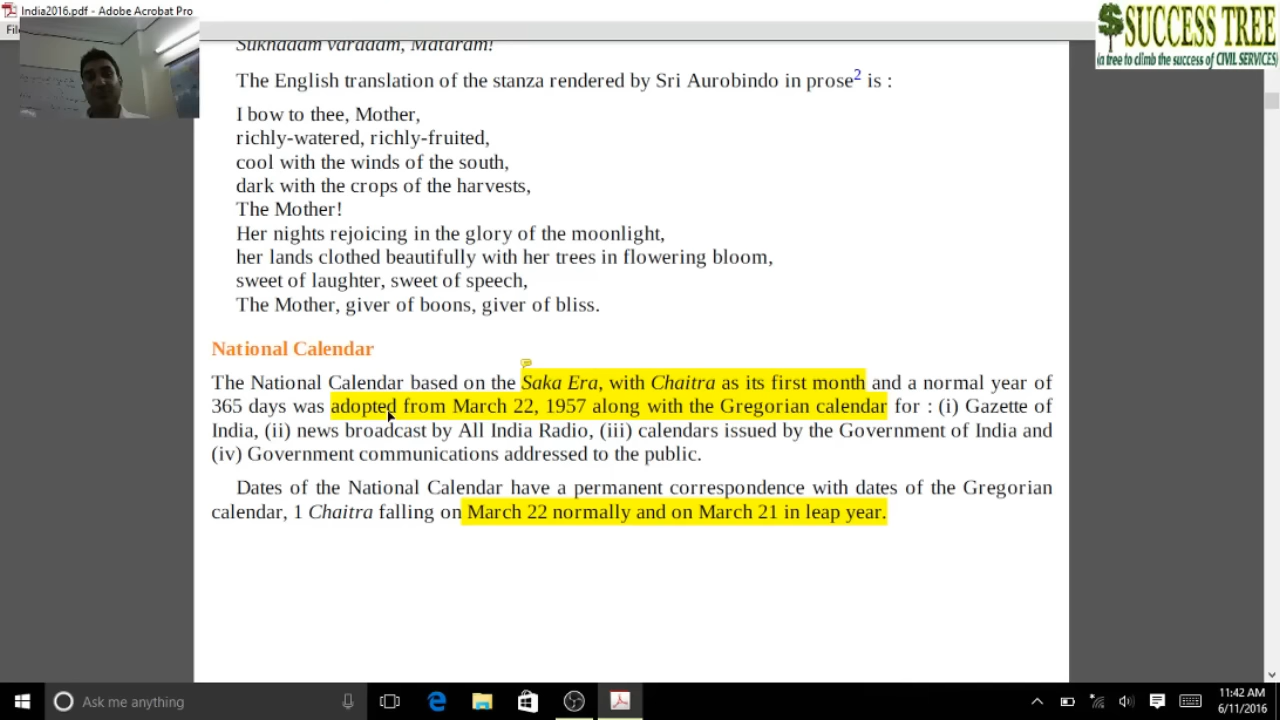 India2016.pdf - Adobe Acrobat Pro
SUCCESS TREE
(a tree to climb the success of CIVIL SERVICES)
Sukhadam varadam, Mataram!
The English translation of the stanza rendered by Sri Aurobindo in prose2 is :
I bow to thee, Mother,
richly-watered, richly-fruited,
cool with the winds of the south,
dark with the crops of the harvests,
The Mother!
Her nights rejoicing in the glory of the moonlight,
her lands clothed beautifully with her trees in flowering bloom,
sweet of laughter, sweet of speech,
The Mother, giver of boons, giver of bliss.
National Calendar
The National Calendar based on the Saka Era, with Chaitra as its first month and a normal year of
365 days was adopted from March 22, 1957 along with the Gregorian calendar for : (i) Gazette of
India, (ii) news broadcast by All India Radio, (iii) calendars issued by the Government of India and
(iv) Government communications addressed to the public.
Dates of the National Calendar have a permanent correspondence with dates of the Gregorian
calendar, 1 Chaitra falling on March 22 normally and on March 21 in leap year.
Ask me anything
11:42 AM
6/11/2016